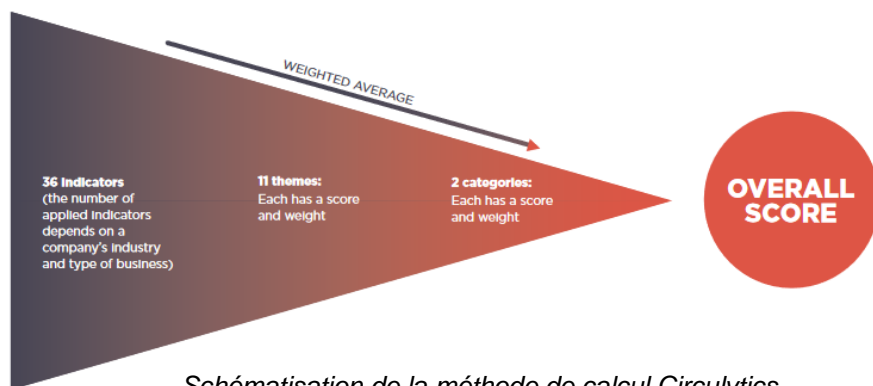 WEIGHTED AVERAGE
36 Indicators
(the number of
applied Indicators
depends on a
company's Industry
and type of business)
11 themes:
Each has a score
and weight
2 categories:
Each has a score
and weight
OVERALL
SCORE
Schématisation de la méthode de calcul Circulytics